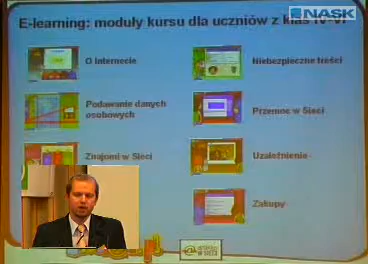 NASK
E-learning: moduły kursu dla uczniów z klas IV-VI
O Internecie
Niebezpieczne treści
Podawanie danych
osobowych
Przemoc w Sieci
Znajomi w Sieci
Uzależnienie
Zakupy